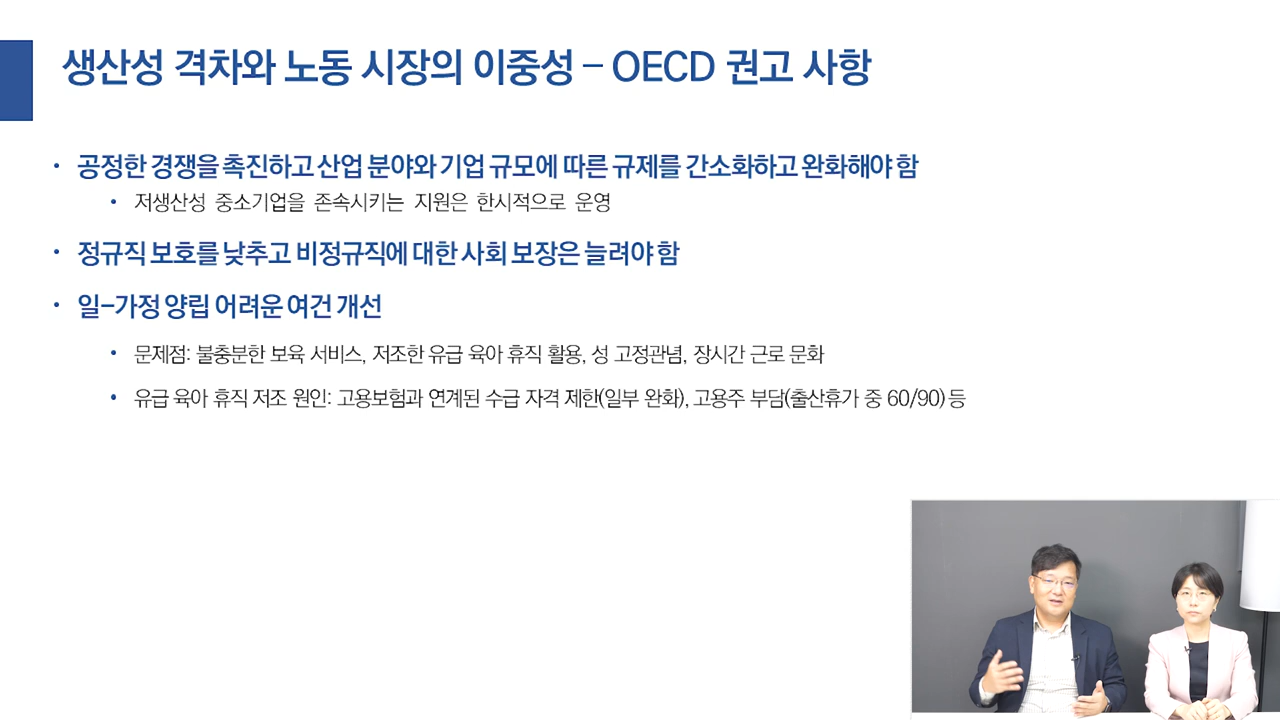 생산성 격차와 노동 시장의 이중성 – OECD 권고 사항
• 공정한 경쟁을 촉진하고 산업 분야와 기업 규모에 따른 규제를 간소화하고 완화해야 함
• 저생산성 중소기업을 존속시키는 지원은 한시적으로 운영
• 정규직 보호를 낮추고 비정규직에 대한 사회 보장은 늘려야 함
• 일–가정 양립 어려운 여건 개선
• 문제점: 불충분한 보육 서비스, 저조한 유급 육아 휴직 활용, 성 고정관념, 장시간 근로 문화
• 유급 육아 휴직 저조 원인: 고용보험과 연계된 수급 자격 제한(일부 완화), 고용주 부담(출산휴가 중 60/90) 등